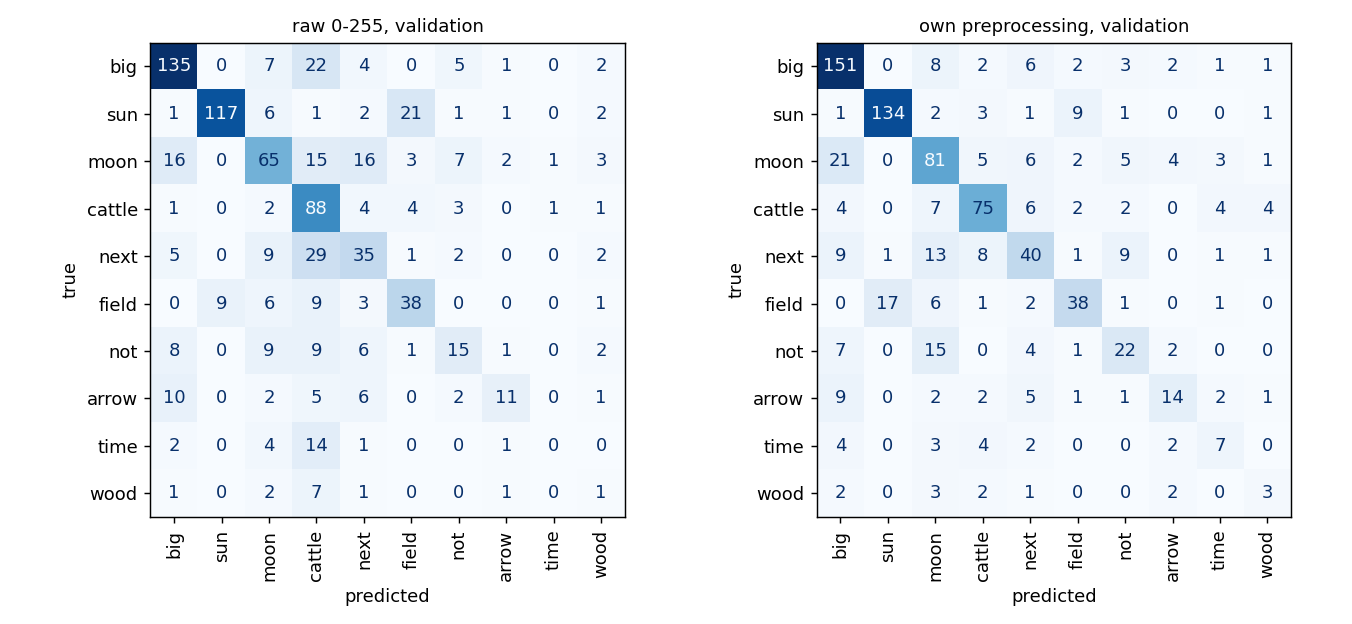 raw 0-255, validation
big 135 0 7 22 4 0 5 1 0 2
sun 1 117 6 1 2 21 1 1 0 2
moon 16 0 65 15 16 3 7 2 1 3
cattle 1 0 2 88 4 4 3 0 1 1
next 5 0 9 29 35 1 2 0 0 2
field 0 9 6 9 3 38 0 0 0 1
not 8 0 9 9 6 1 15 1 0 2
arrow 10 0 2 5 6 0 2 11 0 1
time 2 0 4 14 1 0 0 1 0 0
wood 1 0 2 7 1 0 0 1 0 1
big sun moon cattle next field not arrow time wood
predicted
true
own preprocessing, validation
big 151 0 8 2 6 2 3 2 1 1
sun 1 134 2 3 1 9 1 0 0 1
moon 21 0 81 5 6 2 5 4 3 1
cattle 4 0 7 75 6 2 2 0 4 4
next 9 1 13 8 40 1 9 0 1 1
field 0 17 6 1 2 38 1 0 1 0
not 7 0 15 0 4 1 22 2 0 0
arrow 9 0 2 2 5 1 1 14 2 1
time 4 0 3 4 2 0 0 2 7 0
wood 2 0 3 2 1 0 0 2 0 3
big sun moon cattle next field not arrow time wood
predicted
true